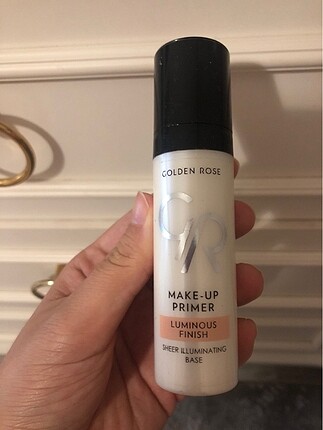 GOLDEN ROSE
GR
MAKE-UP
PRIMER
LUMINOUS
FINISH
SHEER ILLUMINATING
BASE